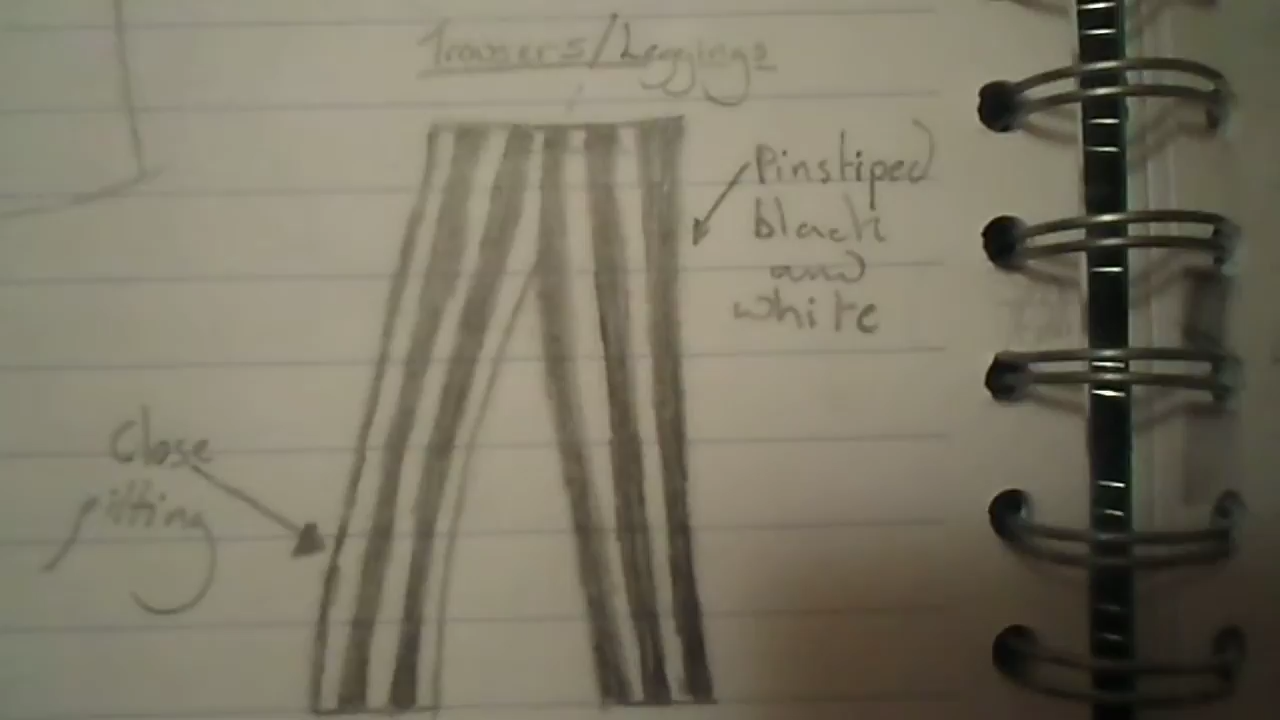 Trousers/Leggings
Pinstiped
black
and
white
Close
fitting